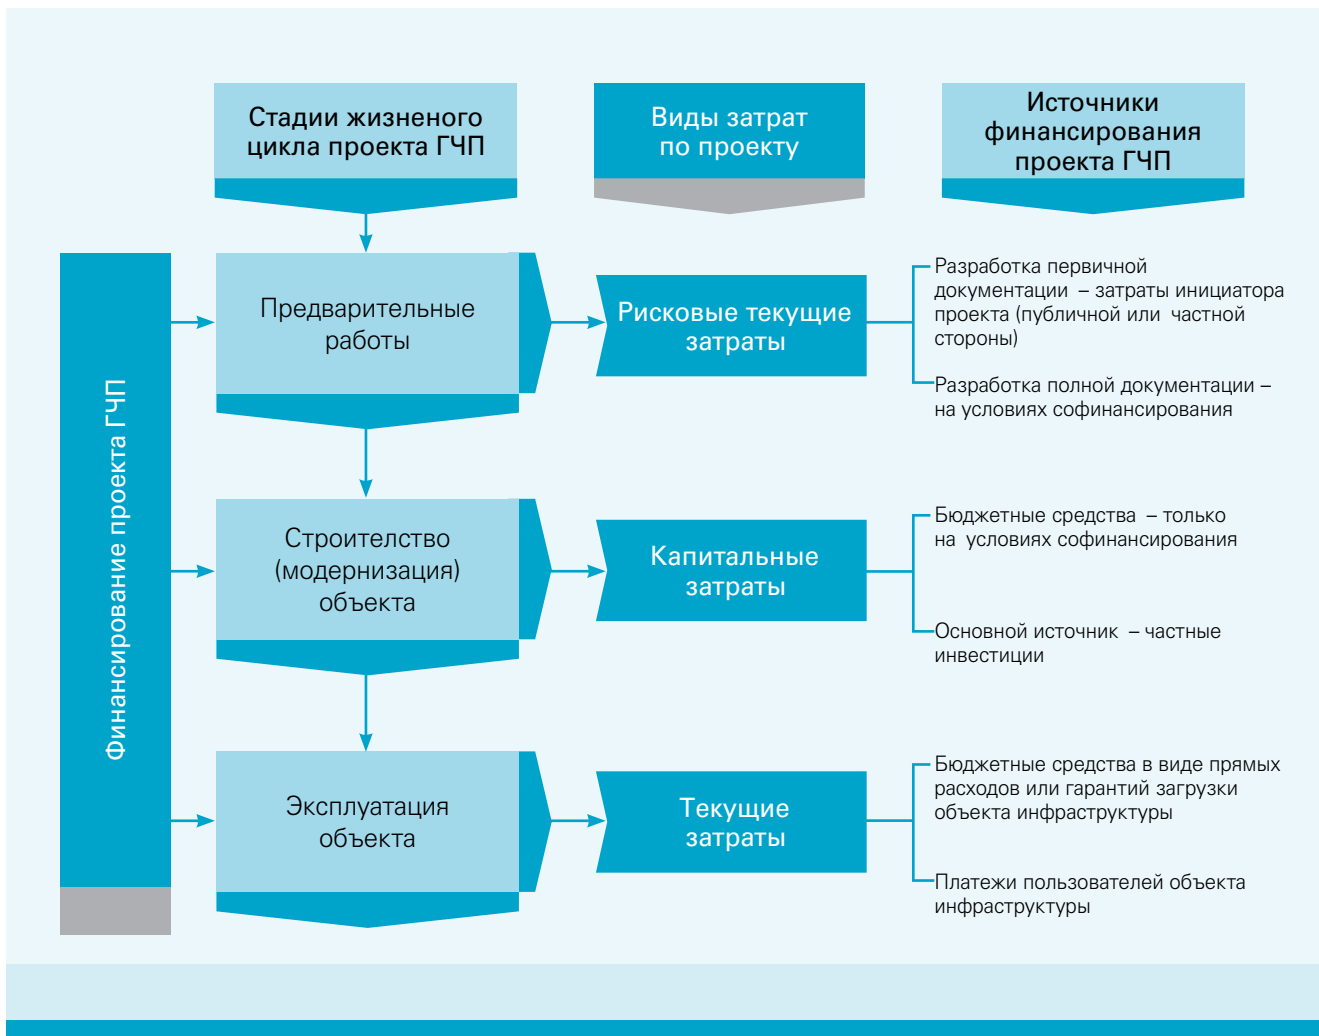 Стадии жизненого
цикла проекта ГЧП
Виды затрат
по проекту
Источники
финансирования
проекта ГЧП
Финансирование проекта ГЧП
Предварительные
работы
Рисковые текущие
затраты
Разработка первичной
документации – затраты инициатора
проекта (публичной или частной
стороны)
Разработка полной документации –
на условиях софинансирования
Строителство
(модернизация)
объекта
Капитальные
затраты
Бюджетные средства – только
на условиях софинансирования
Основной источник – частные
инвестиции
Эксплуатация
объекта
Текущие
затраты
Бюджетные средства в виде прямых
расходов или гарантий загрузки
объекта инфраструктуры
Платежи пользователей объекта
инфраструктуры